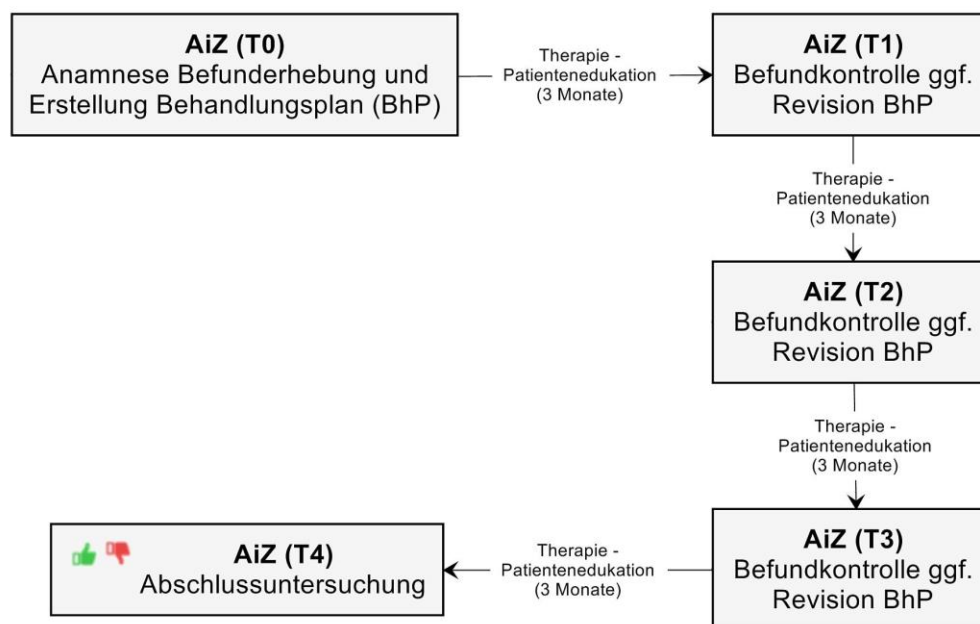 AiZ (T0)
Anamnese Befunderhebung und
Erstellung Behandlungsplan (BhP)
Therapie -
Patientenedukation
(3 Monate)
AiZ (T1)
Befundkontrolle ggf.
Revision BhP
Therapie -
Patientenedukation
(3 Monate)
AiZ (T2)
Befundkontrolle ggf.
Revision BhP
Therapie -
Patientenedukation
(3 Monate)
AiZ (T3)
Befundkontrolle ggf.
Revision BhP
Therapie -
Patientenedukation
(3 Monate)
AiZ (T4)
Abschlussuntersuchung